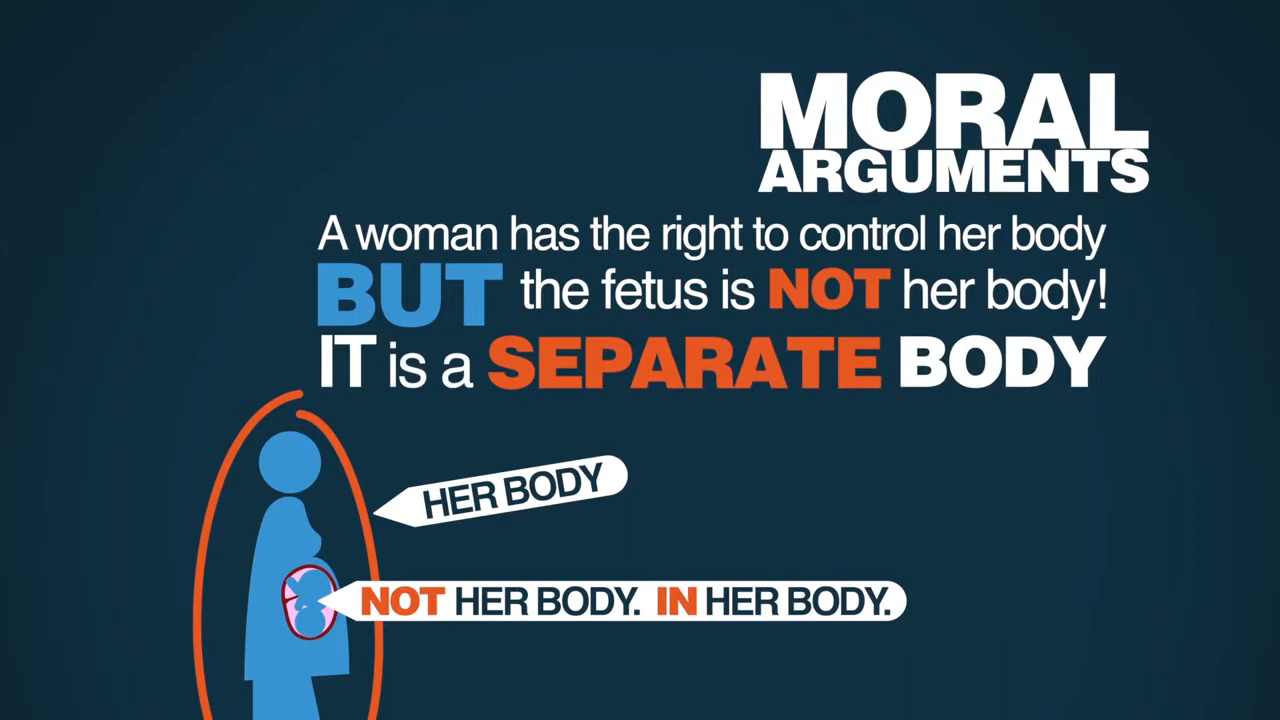 MORAL
ARGUMENTS
A woman has the right to control her body
BUT the fetus is NOT her body!
IT is a SEPARATE BODY
HER BODY
NOT HER BODY. IN HER BODY.